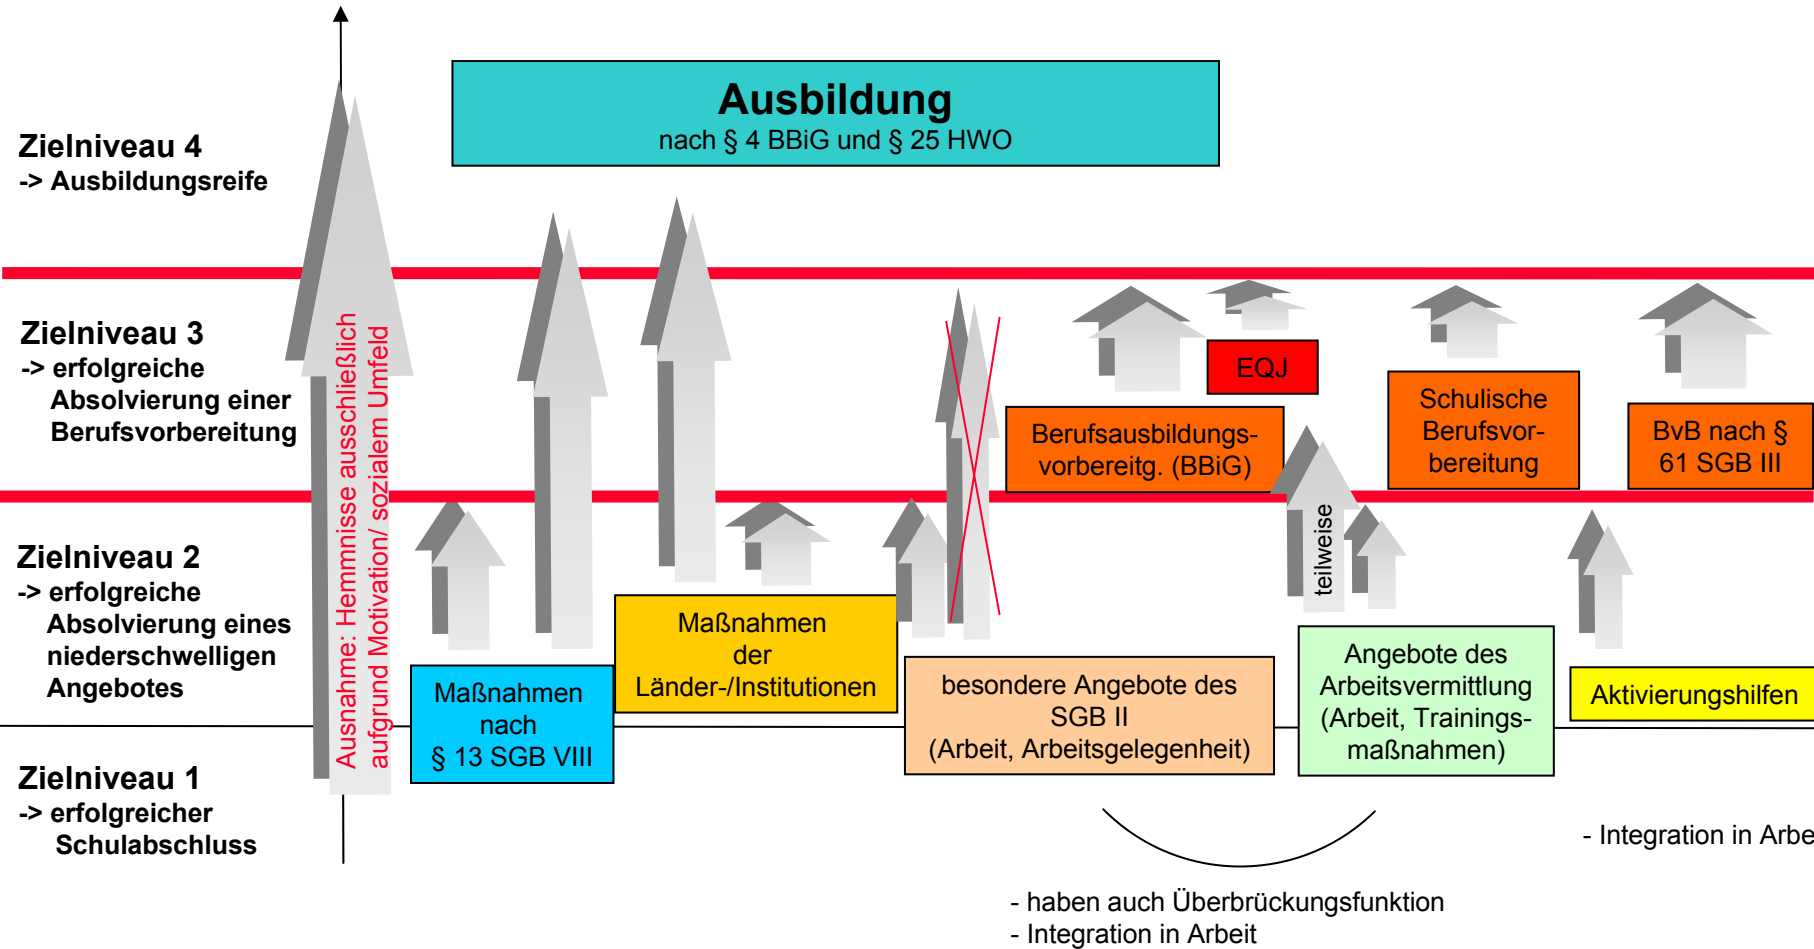 Ausbildung
nach § 4 BBiG und § 25 HWO
Zielniveau 4
-> Ausbildungsreife
Zielniveau 3
-> erfolgreiche
Absolvierung einer
Berufsvorbereitung
Ausnahme: Hemmnisse ausschließlich
aufgrund Motivation/ sozialem Umfeld
EQJ
Berufsausbildungs-
vorbereitg. (BBiG)
Schulische
Berufsvor-
bereitung
BvB nach §
61 SGB III
Zielniveau 2
-> erfolgreiche
Absolvierung eines
niederschwelligen
Angebotes
teilweise
Maßnahmen
nach
§ 13 SGB VIII
Maßnahmen
der
Länder-/Institutionen
besondere Angebote des
SGB II
(Arbeit, Arbeitsgelegenheit)
Angebote des
Arbeitsvermittlung
(Arbeit, Trainings-
maßnahmen)
Aktivierungshilfen
Zielniveau 1
-> erfolgreicher
Schulabschluss
- Integration in Arbe
- haben auch Überbrückungsfunktion
- Integration in Arbeit